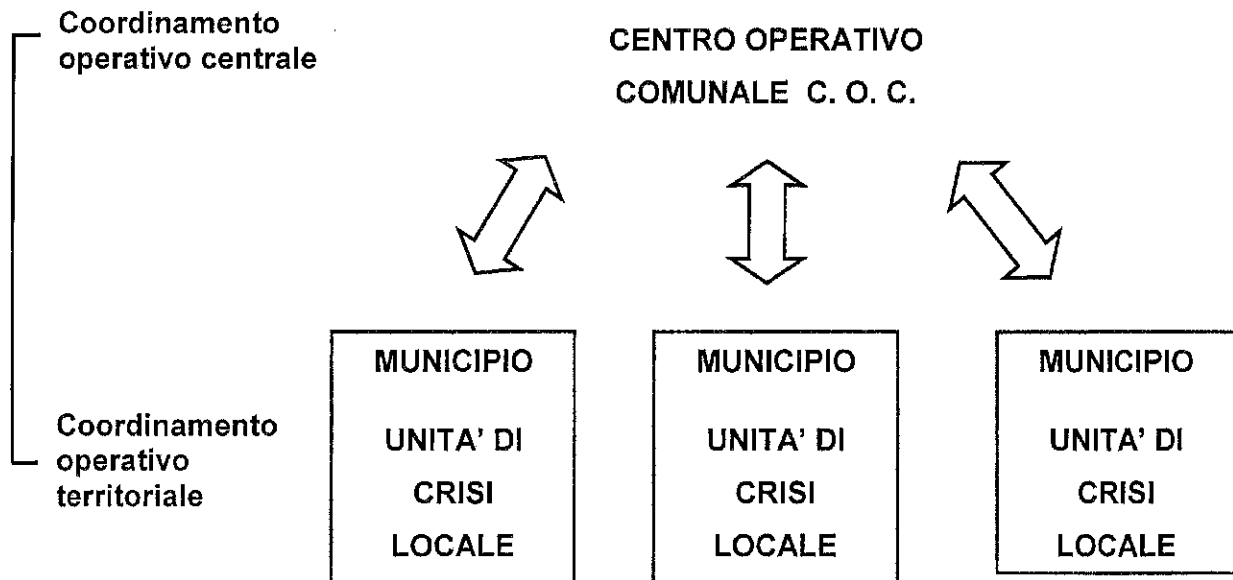 Coordinamento
operativo centrale
CENTRO OPERATIVO
COMUNALE C. O. C.
MUNICIPIO
UNITA' DI
CRISI
LOCALE
MUNICIPIO
UNITA' DI
CRISI
LOCALE
MUNICIPIO
UNITA' DI
CRISI
LOCALE
Coordinamento
operativo
territoriale